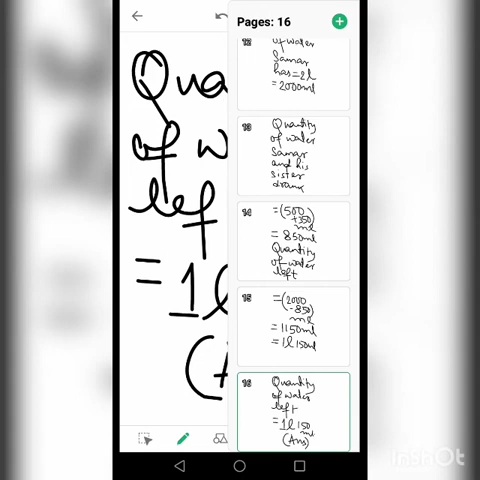 Pages: 16
12
of water
Samar
has = 2l
= 2000ml
13
Quantity
of water
Samar
and his
sister
drank
14
= (500
+350)
ml
= 850ml
Quantity
of water
left
15
= (2000
-850)
ml
= 1150ml
= 1l 150ml
16
Quantity
of water
left
= 1l 150
ml
(Ans)
Qua
of w
lef
= 1l
(A
InShOt